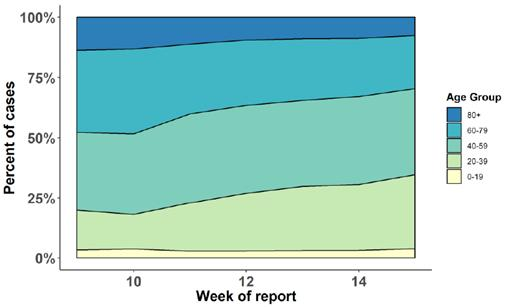 100%
75%
50%
25%
0%
Percent of cases
10 12 14
Week of report
Age Group
80+
60-79
40-59
20-39
0-19